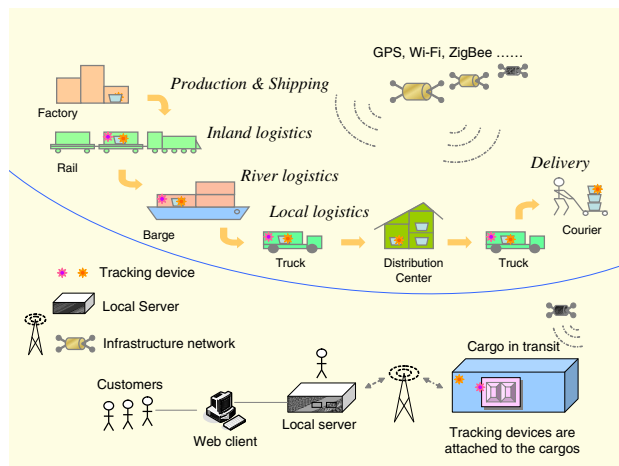 GPS, Wi-Fi, ZigBee ……
Production & Shipping
Factory
Inland logistics
Rail
River logistics
Delivery
Barge
Local logistics
Truck
Distribution
Center
Truck
Courier
Tracking device
Local Server
Infrastructure network
Cargo in transit
Customers
Web client
Local server
Tracking devices are
attached to the cargos